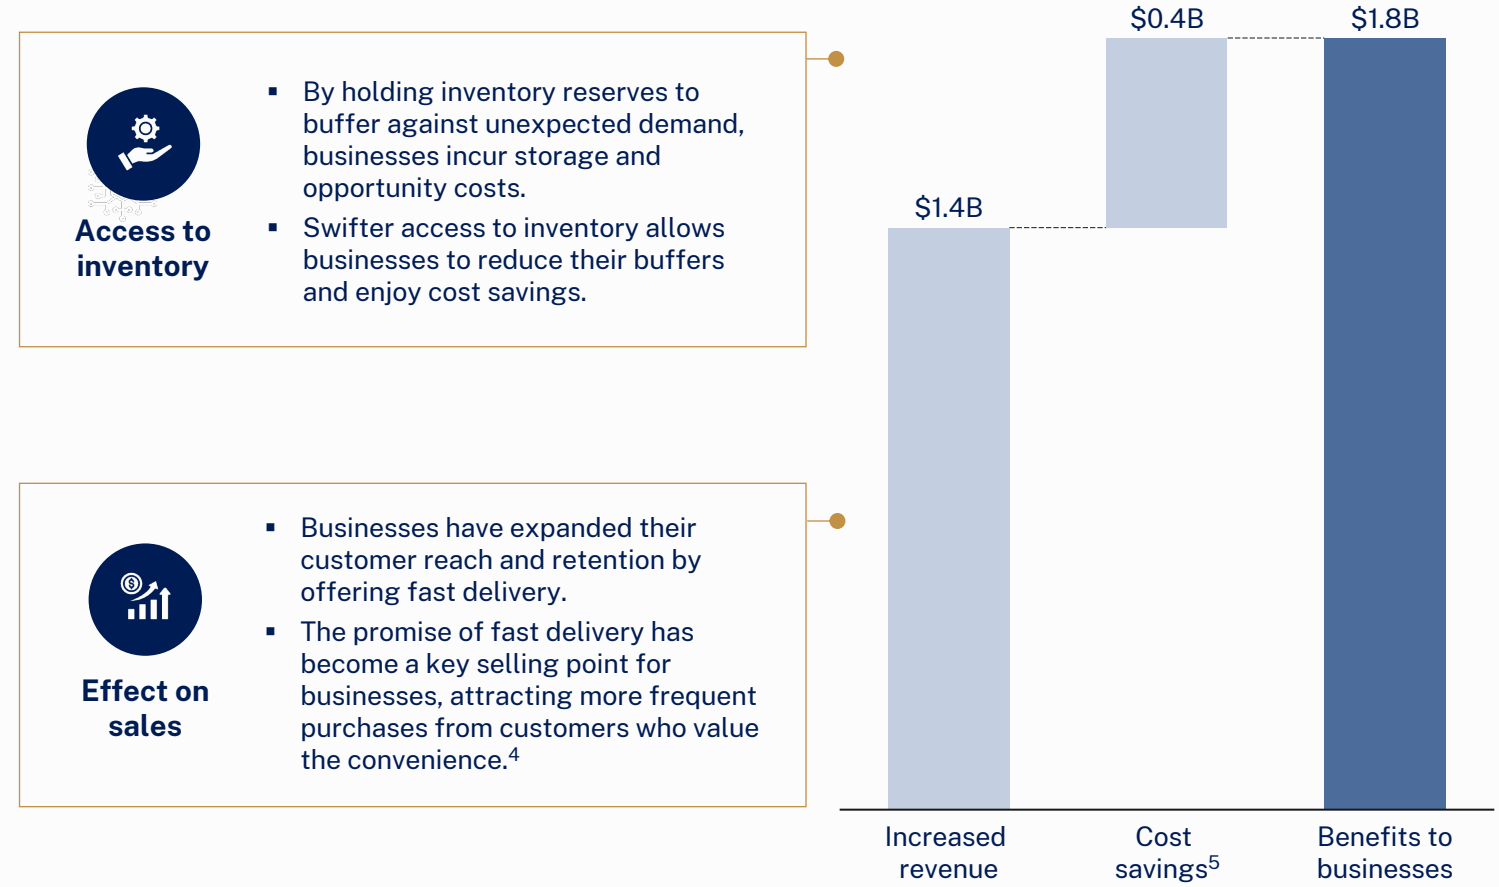 Access to
inventory
▪ By holding inventory reserves to
buffer against unexpected demand,
businesses incur storage and
opportunity costs.
▪ Swifter access to inventory allows
businesses to reduce their buffers
and enjoy cost savings.
Effect on
sales
▪ Businesses have expanded their
customer reach and retention by
offering fast delivery.
▪ The promise of fast delivery has
become a key selling point for
businesses, attracting more frequent
purchases from customers who value
the convenience.⁴
$1.4B
$0.4B
$1.8B
Increased
revenue
Cost
savings⁵
Benefits to
businesses